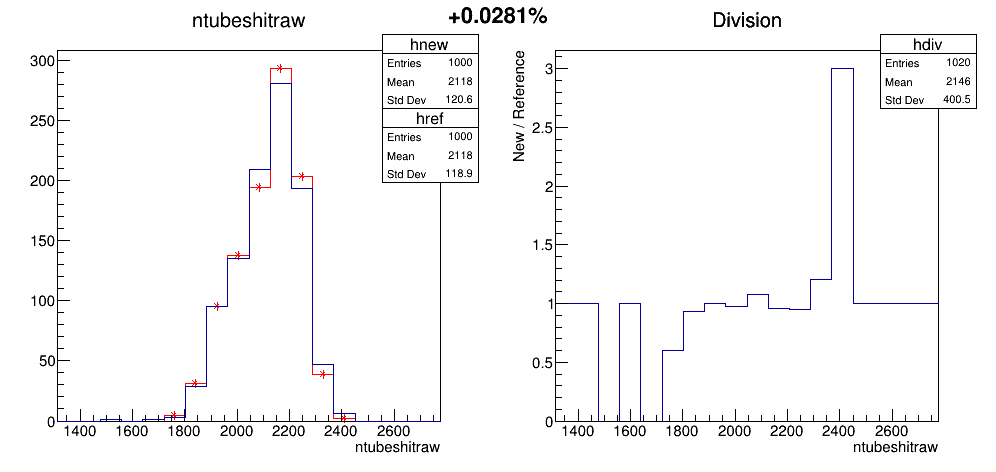 +0.0281%
ntubeshitraw
hnew
Entries 1000
Mean 2118
Std Dev 120.6
href
Entries 1000
Mean 2118
Std Dev 118.9
300
250
200
150
100
50
0
1400 1600 1800 2000 2200 2400 2600
ntubeshitraw
Division
hdiv
Entries 1020
Mean 2146
Std Dev 400.5
New / Reference
3
2.5
2
1.5
1
0.5
0
1400 1600 1800 2000 2200 2400 2600
ntubeshitraw